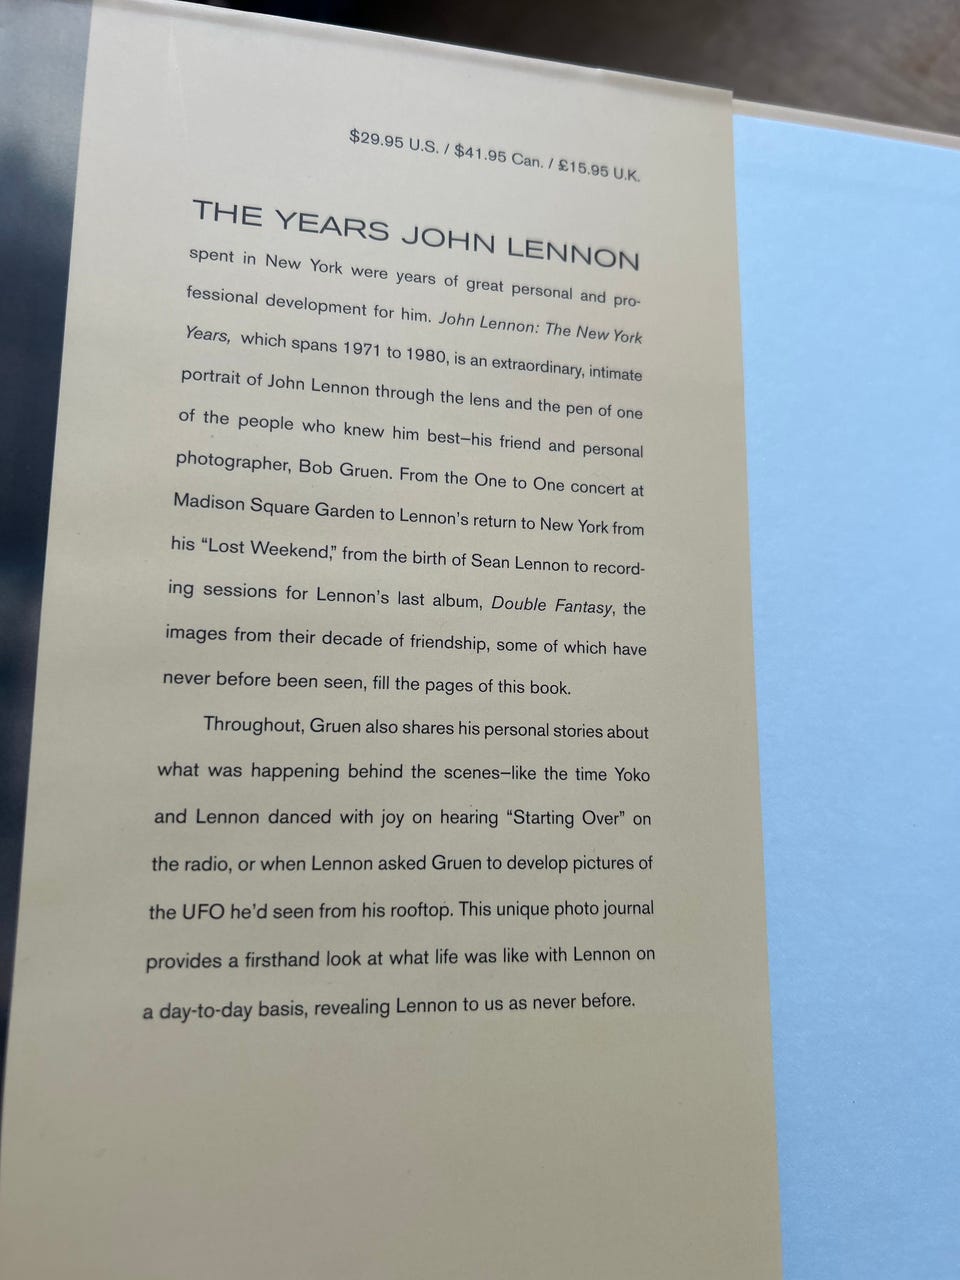 $29.95 U.S. / $41.95 Can. / £15.95 U.K.
THE YEARS JOHN LENNON
spent in New York were years of great personal and pro-
fessional development for him. John Lennon: The New York
Years, which spans 1971 to 1980, is an extraordinary, intimate
portrait of John Lennon through the lens and the pen of one
of the people who knew him best–his friend and personal
photographer, Bob Gruen. From the One to One concert at
Madison Square Garden to Lennon's return to New York from
his “Lost Weekend,” from the birth of Sean Lennon to record-
ing sessions for Lennon's last album, Double Fantasy, the
images from their decade of friendship, some of which have
never before been seen, fill the pages of this book.
Throughout, Gruen also shares his personal stories about
what was happening behind the scenes–like the time Yoko
and Lennon danced with joy on hearing “Starting Over” on
the radio, or when Lennon asked Gruen to develop pictures of
the UFO he'd seen from his rooftop. This unique photo journal
provides a firsthand look at what life was like with Lennon on
a day-to-day basis, revealing Lennon to us as never before.